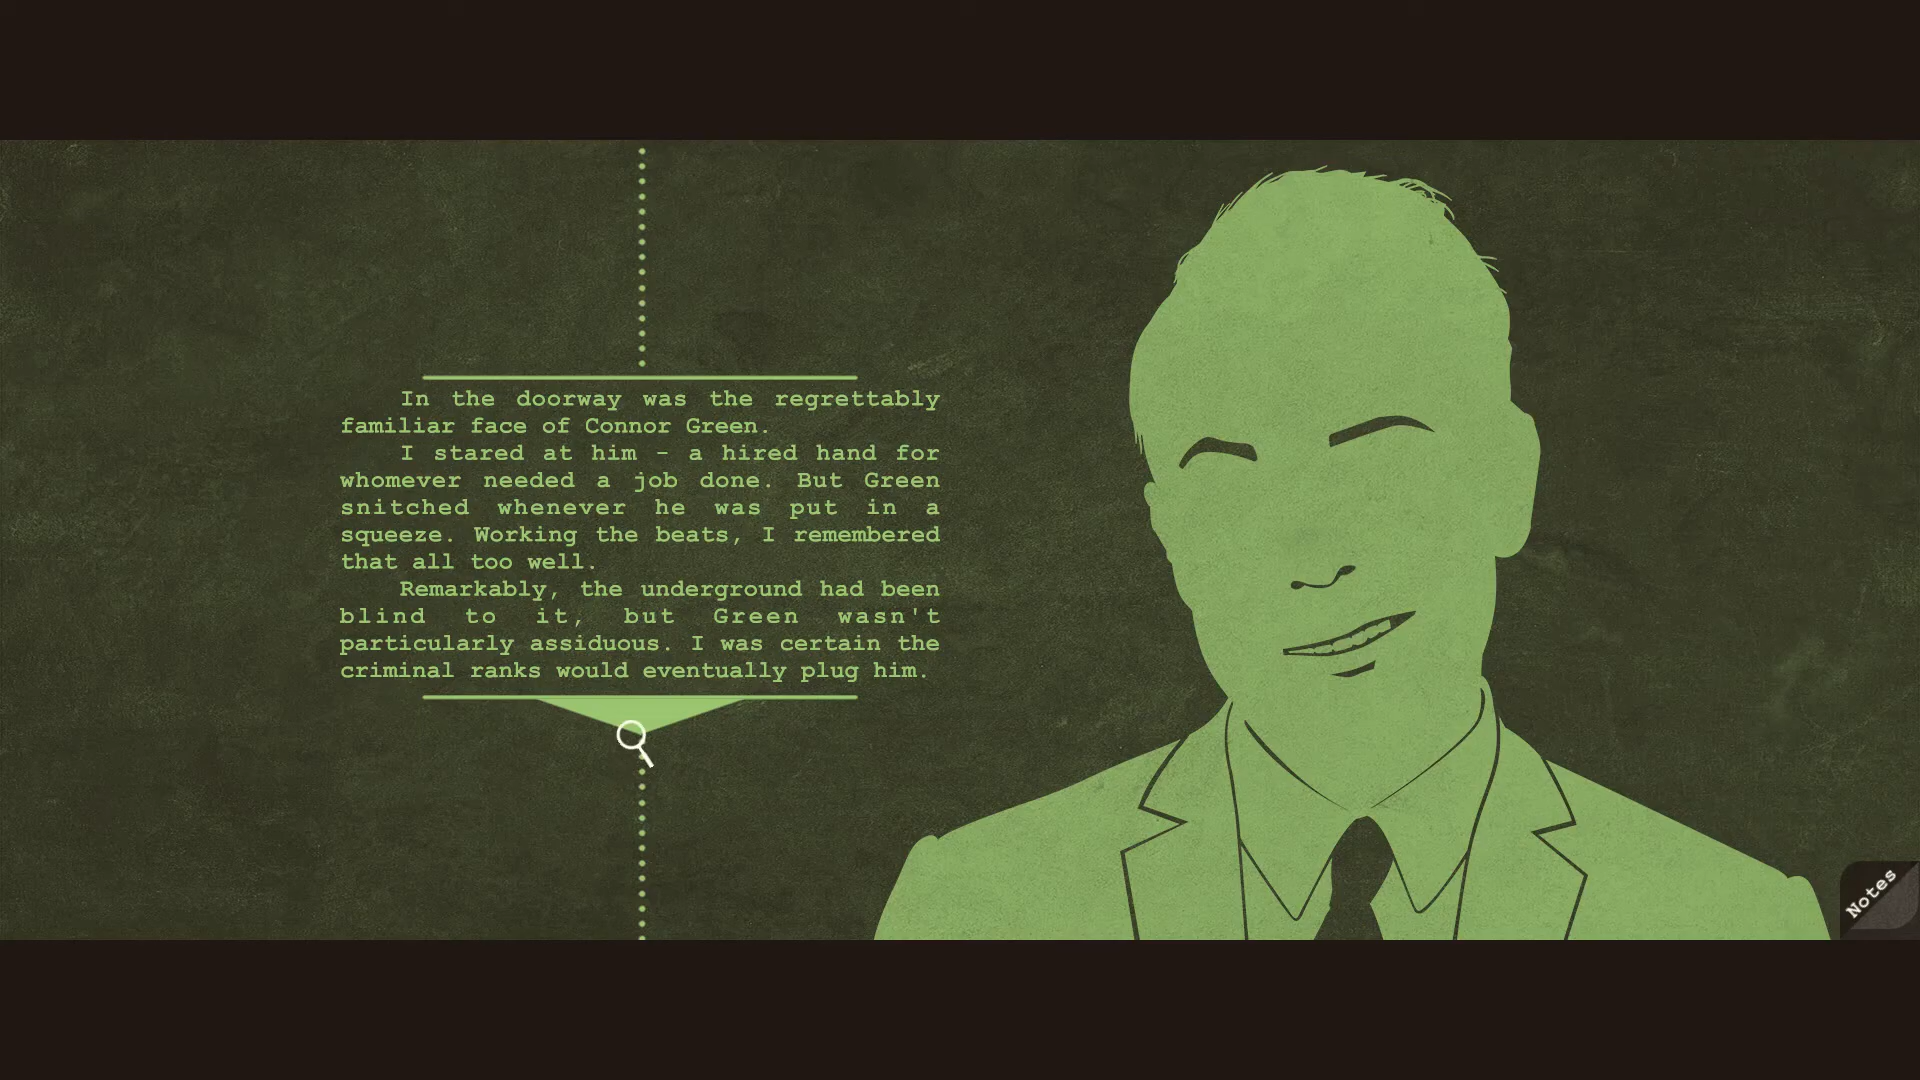 In the doorway was the regrettably
familiar face of Connor Green.
I stared at him - a hired hand for
whomever needed a job done. But Green
snitched whenever he was put in a
squeeze. Working the beats, I remembered
that all too well.
Remarkably, the underground had been
blind to it, but Green wasn't
particularly assiduous. I was certain the
criminal ranks would eventually plug him.
Notes